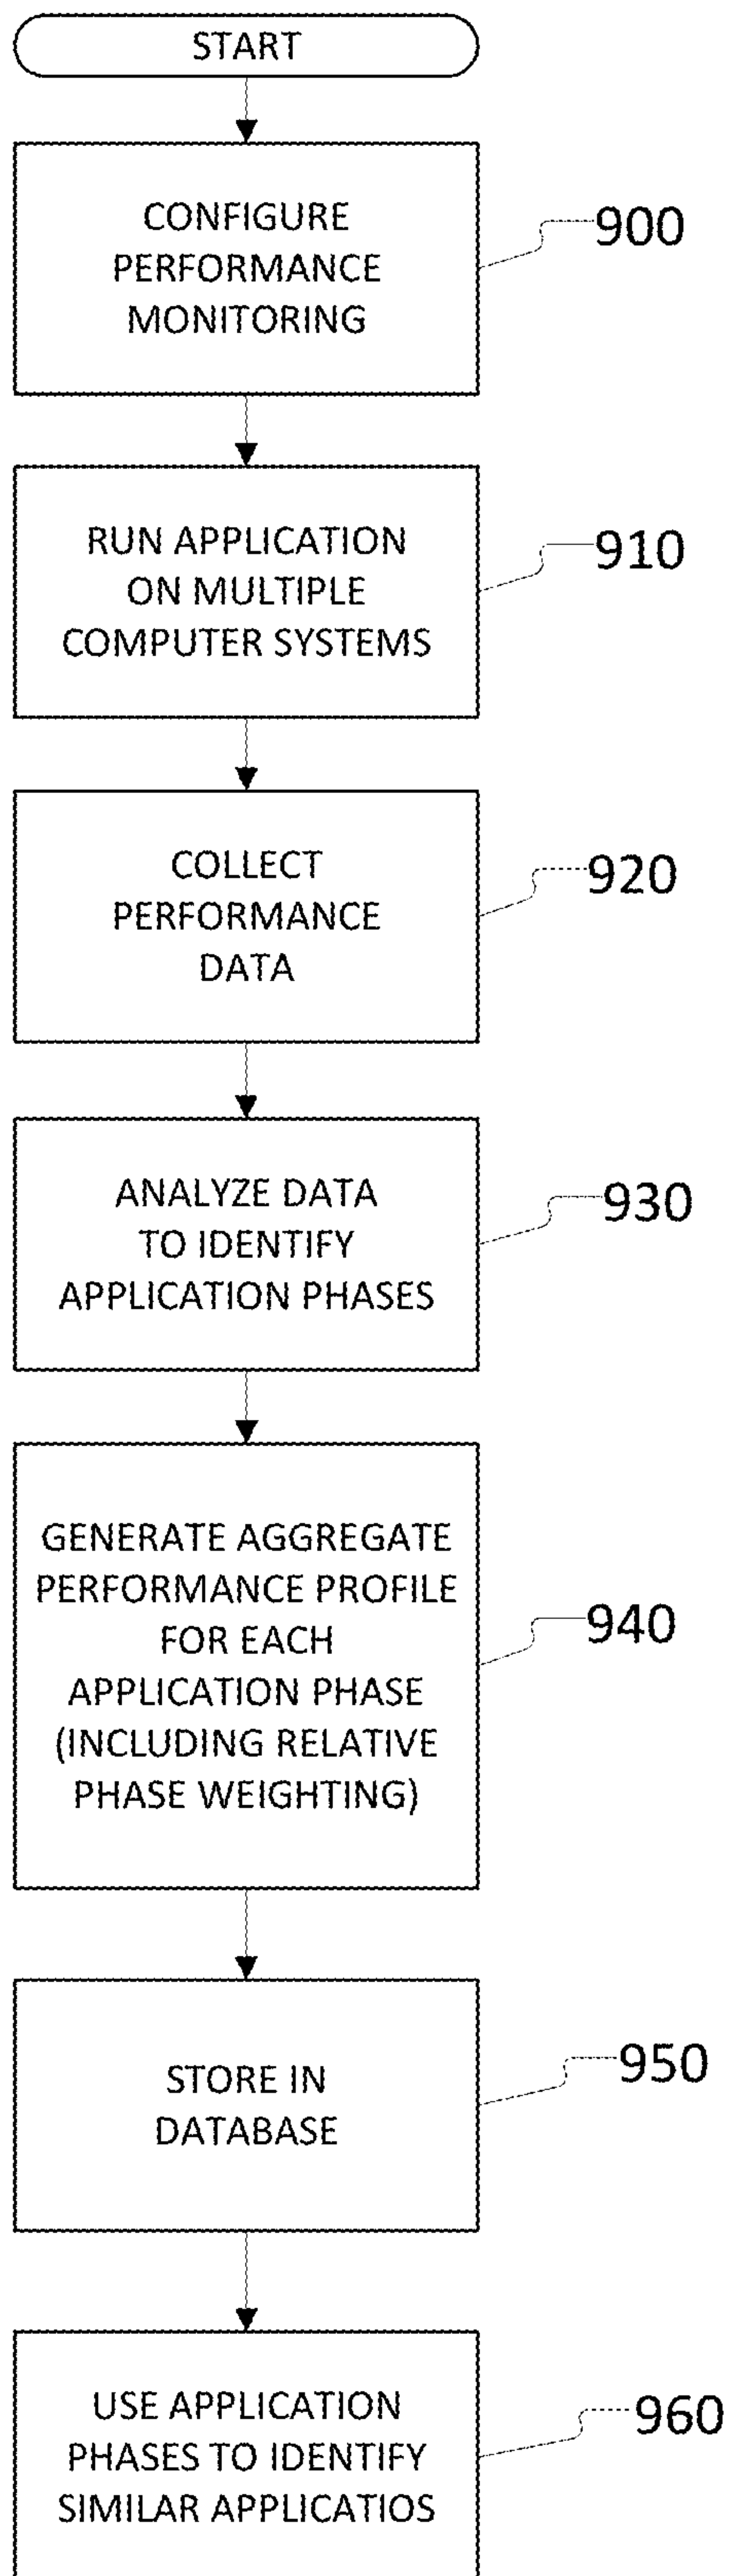 START
CONFIGURE
PERFORMANCE
MONITORING
900
RUN APPLICATION
ON MULTIPLE
COMPUTER SYSTEMS
910
COLLECT
PERFORMANCE
DATA
920
ANALYZE DATA
TO IDENTIFY
APPLICATION PHASES
930
GENERATE AGGREGATE
PERFORMANCE PROFILE
FOR EACH
APPLICATION PHASE
(INCLUDING RELATIVE
PHASE WEIGHTING)
940
STORE IN
DATABASE
950
USE APPLICATION
PHASES TO IDENTIFY
SIMILAR APPLICATIOS
960